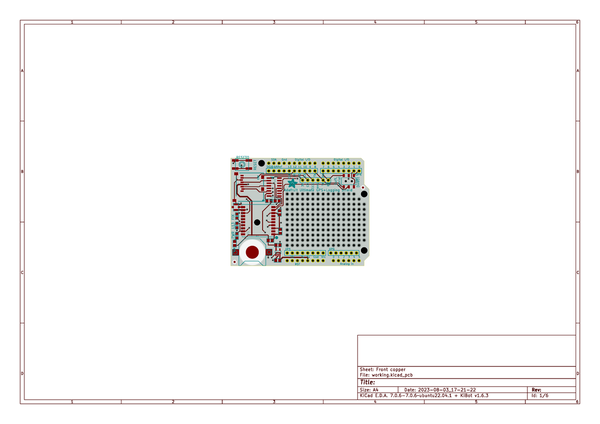 1 2 3 4 5 6
A A
B B
C C
Sheet: Front copper
File: working.kicad_pcb
Title:
D D
Size: A4 Date: 2023-08-03_17-21-22 Rev:
KiCad E.D.A. 7.0.6-7.0.6~ubuntu22.04.1 + KiBot v1.6.3 Id: 1/6
1 2 3 4 5 6